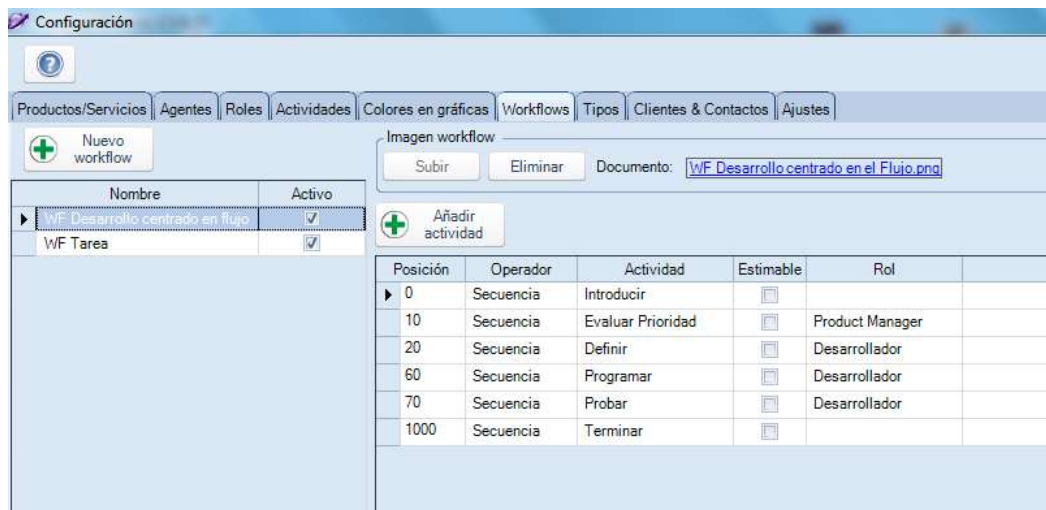 Configuración
Productos/Servicios Agentes Roles Actividades Colores en gráficas Workflows Tipos Clientes & Contactos Ajustes
Nuevo
workflow
Nombre Activo
WF Desarrollo centrado en flujo
WF Tarea
Imagen workflow
Subir Eliminar Documento: WF Desarrollo centrado en el Flujo.png
Añadir
actividad
Posición Operador Actividad Estimable Rol
0 Secuencia Introducir
10 Secuencia Evaluar Prioridad Product Manager
20 Secuencia Definir Desarrollador
60 Secuencia Programar Desarrollador
70 Secuencia Probar Desarrollador
1000 Secuencia Terminar